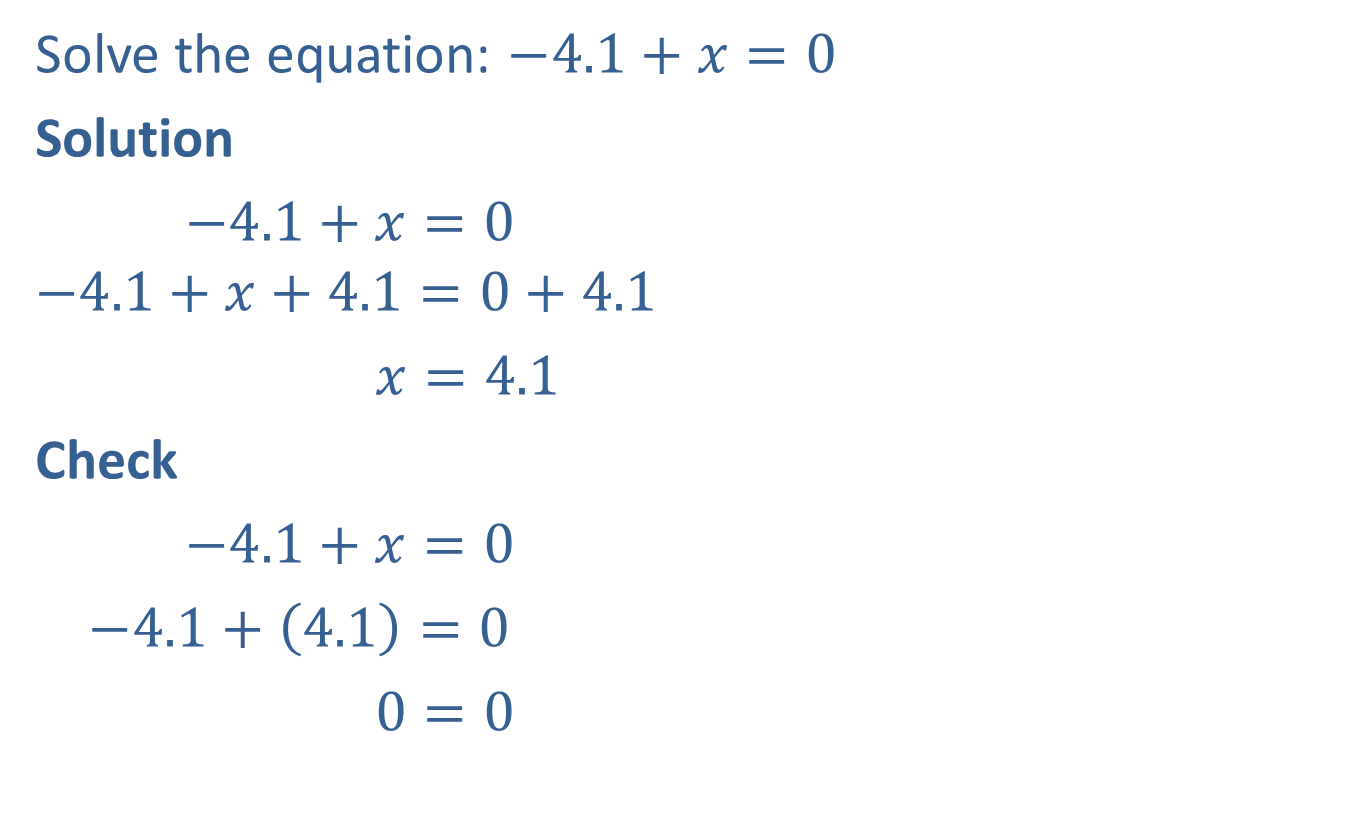 Solve the equation: −4.1 + x = 0
Solution
−4.1 + x = 0
−4.1 + x + 4.1 = 0 + 4.1
x = 4.1
Check
−4.1 + x = 0
−4.1 + (4.1) = 0
0 = 0